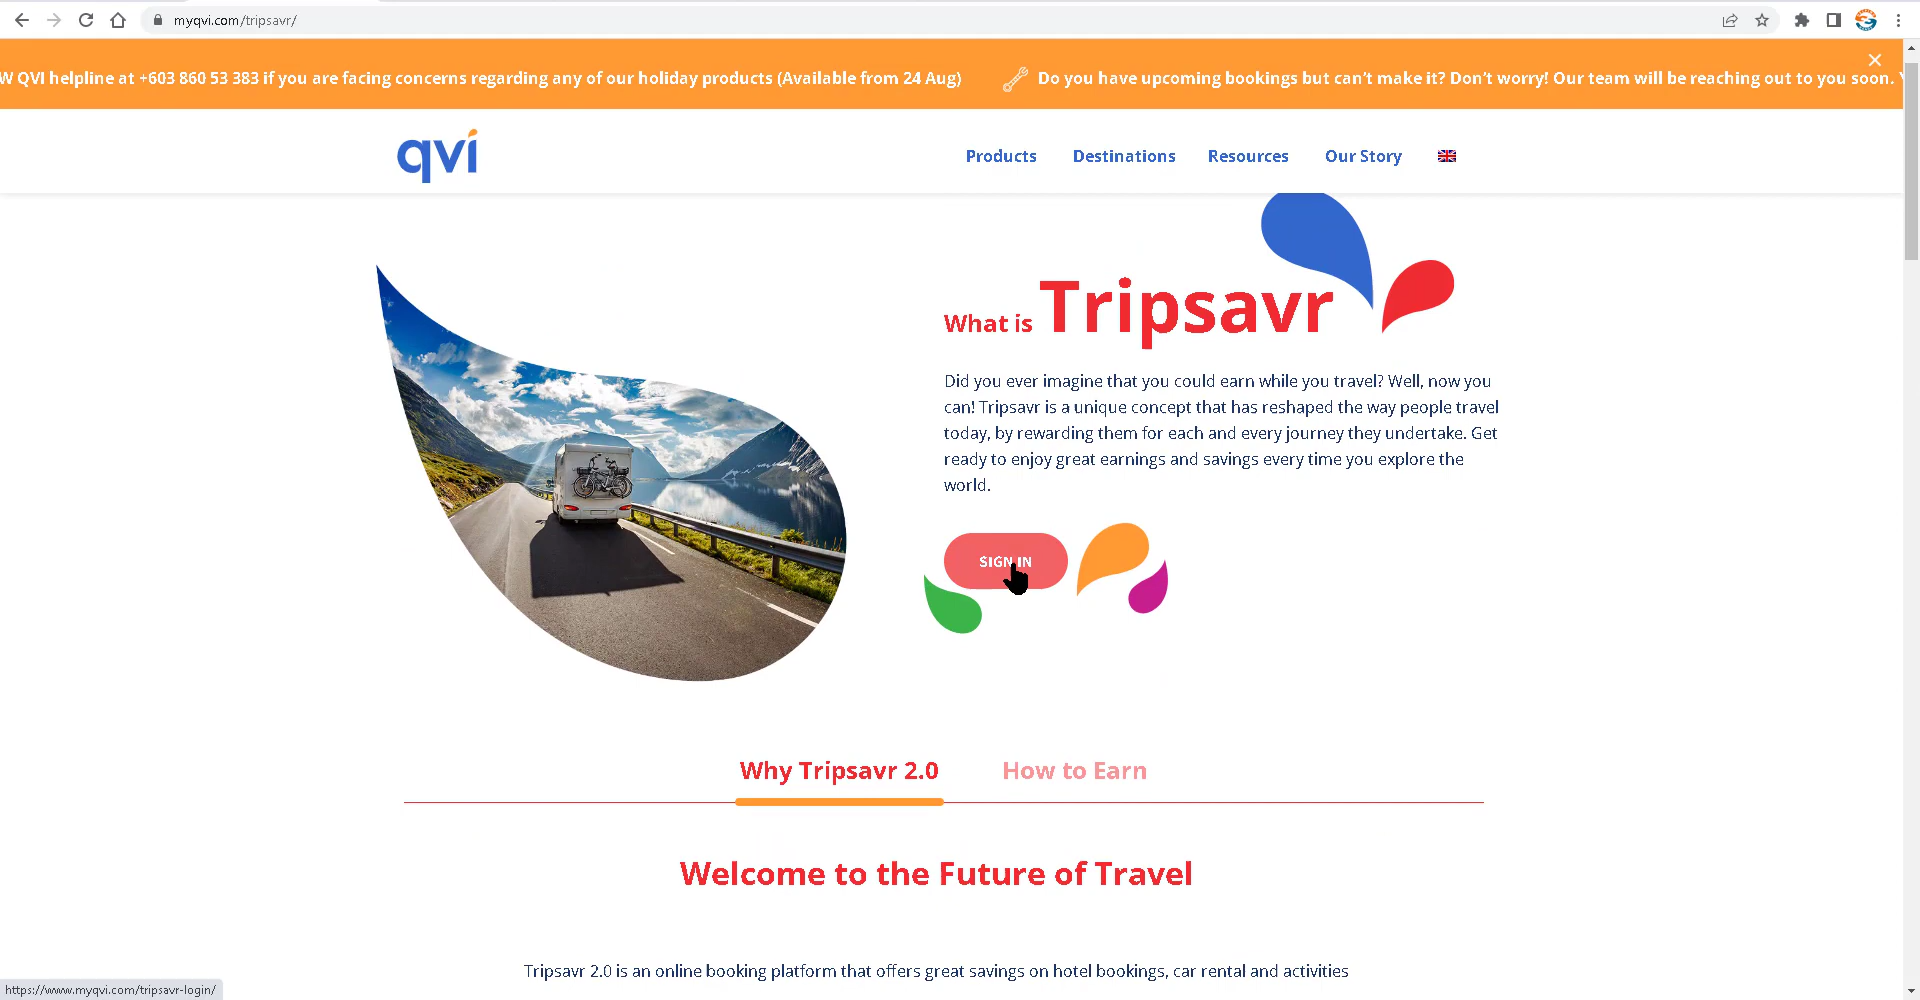 myqvi.com/tripsavr/
W QVI helpline at +603 860 53 383 if you are facing concerns regarding any of our holiday products (Available from 24 Aug) Do you have upcoming bookings but can't make it? Don't worry! Our team will be reaching out to you soon.
qvi
Products Destinations Resources Our Story
What is Tripsavr
Did you ever imagine that you could earn while you travel? Well, now you
can! Tripsavr is a unique concept that has reshaped the way people travel
today, by rewarding them for each and every journey they undertake. Get
ready to enjoy great earnings and savings every time you explore the
world.
SIGN IN
Why Tripsavr 2.0 How to Earn
Welcome to the Future of Travel
Tripsavr 2.0 is an online booking platform that offers great savings on hotel bookings, car rental and activities
https://www.myqvi.com/tripsavr-login/